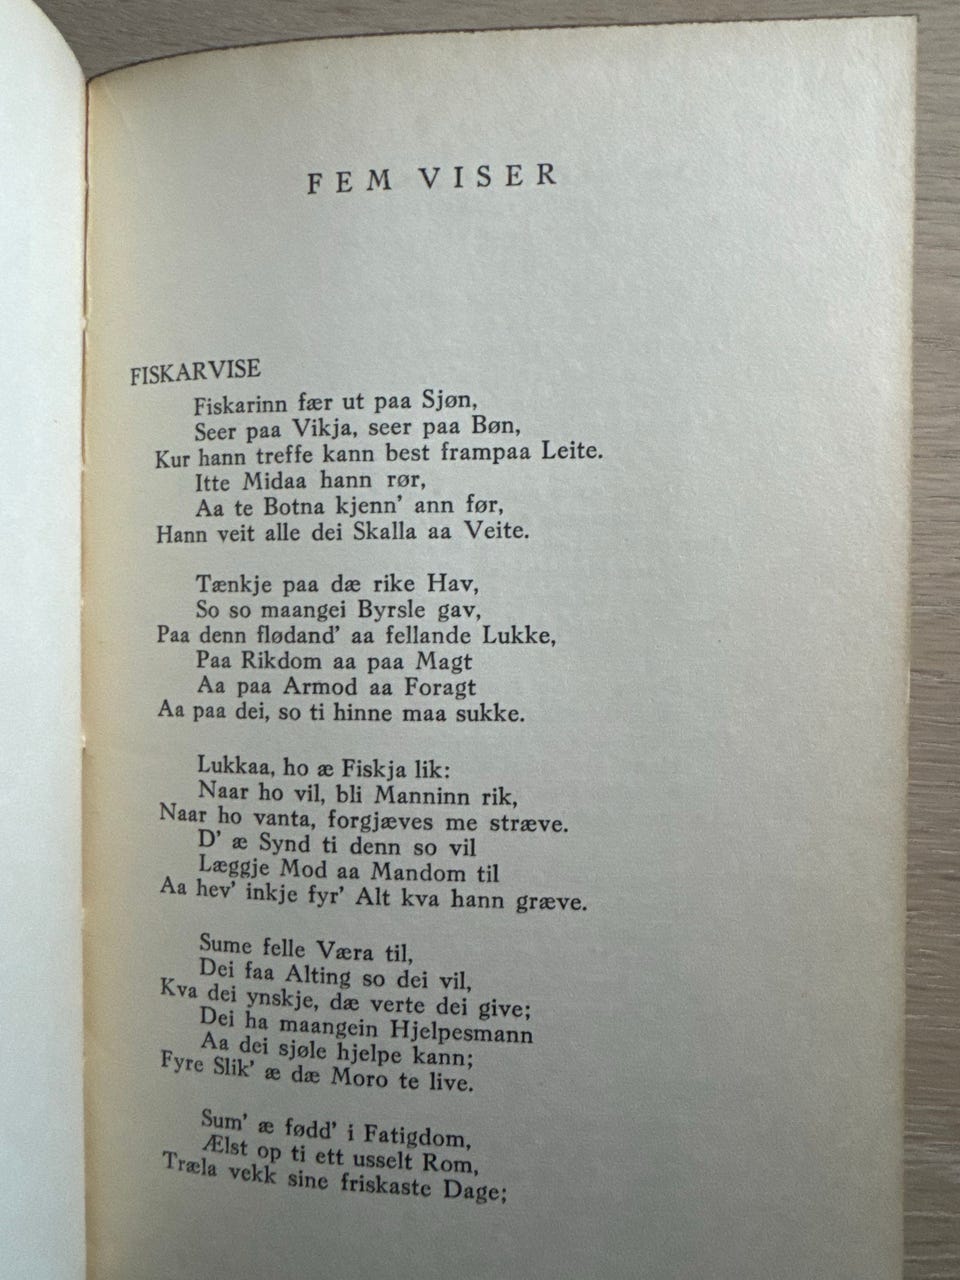 FEM VISER
FISKARVISE
Fiskarinn fær ut paa Sjøn,
Seer paa Vikja, seer paa Bøn,
Kur hann treffe kann best frampaa Leite.
Itte Midaa hann rør,
Aa te Botna kjenn' ann før,
Hann veit alle dei Skalla aa Veite.
Tænkje paa dæ rike Hav,
So so maangei Byrsle gav,
Paa denn flødand' aa fellande Lukke,
Paa Rikdom aa paa Magt
Aa paa Armod aa Foragt
Aa paa dei, so ti hinne maa sukke.
Lukkaa, ho æ Fiskja lik:
Naar ho vil, bli Manninn rik,
Naar ho vanta, forgjæves me stræve.
D' æ Synd ti denn so vil
Læggje Mod aa Mandom til
Aa hev' inkje fyr' Alt kva hann græve.
Sume felle Væra til,
Dei faa Alting so dei vil,
Kva dei ynskje, dæ verte dei give;
Dei ha maangein Hjelpesmann
Aa dei sjøle hjelpe kann;
Fyre Slik' æ dæ Moro te live.
Sum' æ fødd' i Fatigdom,
Ælst op ti ett usselt Rom,
Træla vekk sine friskaste Dage;